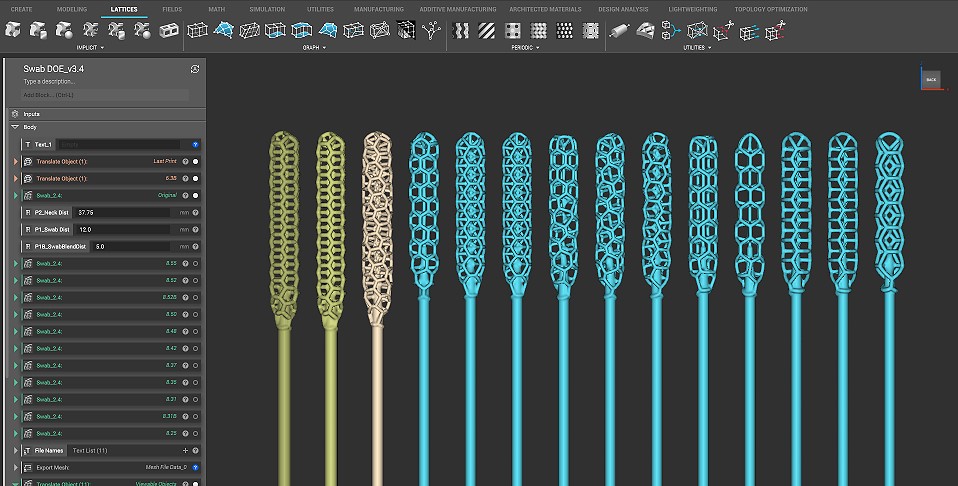 CREATE MODELING LATTICES FIELDS MATH SIMULATION UTILITIES MANUFACTURING ADDITIVE MANUFACTURING ARCHITECTED MATERIALS DESIGN ANALYSIS LIGHTWEIGHTING TOPOLOGY OPTIMIZATION
IMPLICIT GRAPH PERIODIC UTILITIES
Swab DOE_v3.4
Type a description...
Add Block... (Ctrl-L)
Inputs
Body
T Text_1 Empty
Translate Object (1): Last Print
Translate Object (1): 6.3B
Swab_2.4: Original
P2_Neck Dist 37.75 mm
P1_Swab Dist 12.0 mm
P1B_SwabBlendDist 5.0 mm
Swab_2.4: 8.55
Swab_2.4: 8.52
Swab_2.4: 8.52B
Swab_2.4: 8.50
Swab_2.4: 8.48
Swab_2.4: 8.42
Swab_2.4: 8.37
Swab_2.4: 8.35
Swab_2.4: 8.31
Swab_2.4: 8.31B
Swab_2.4: 8.25
File Names Text List (11)
Export Mesh: Mesh File Data_0
Translate Object (11): Viewable Objects
BACK